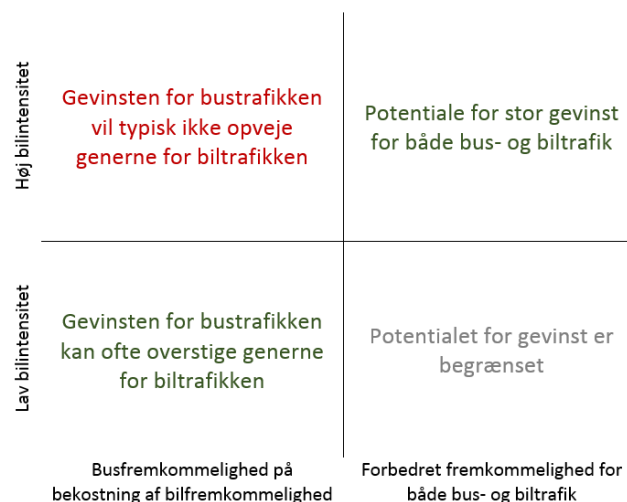 Høj bilintensitet
Gevinsten for bustrafikken
vil typisk ikke opveje
generne for biltrafikken
Potentiale for stor gevinst
for både bus- og biltrafik
Lav bilintensitet
Gevinsten for bustrafikken
kan ofte overstige generne
for biltrafikken
Potentialet for gevinst er
begrænset
Busfremkommelighed på
bekostning af bilfremkommelighed
Forbedret fremkommelighed for
både bus- og biltrafik